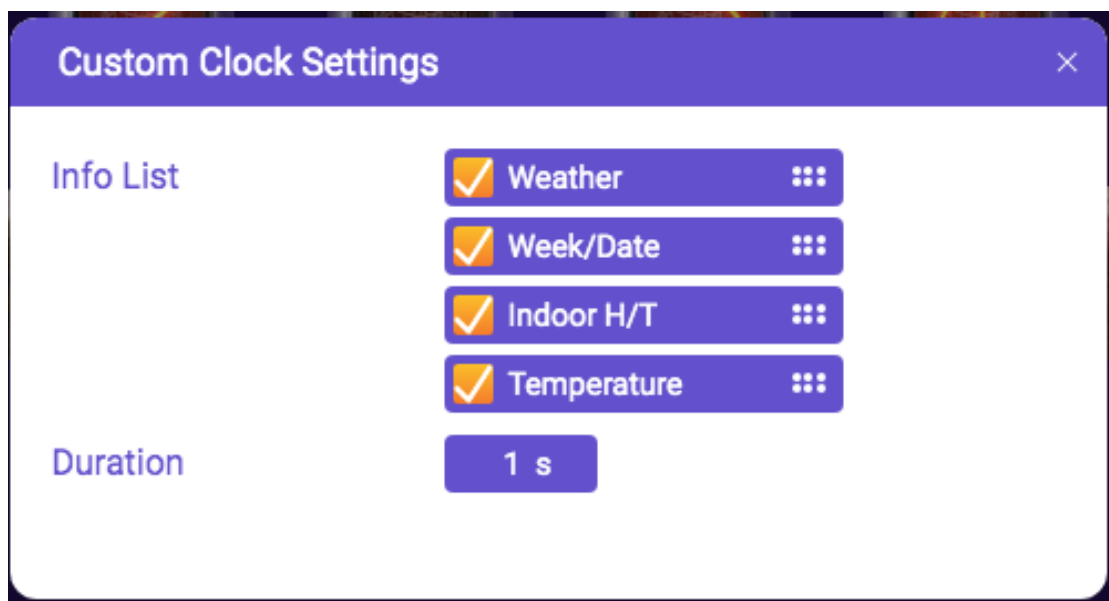 Custom Clock Settings
Info List
Weather
Week/Date
Indoor H/T
Temperature
Duration
1 s